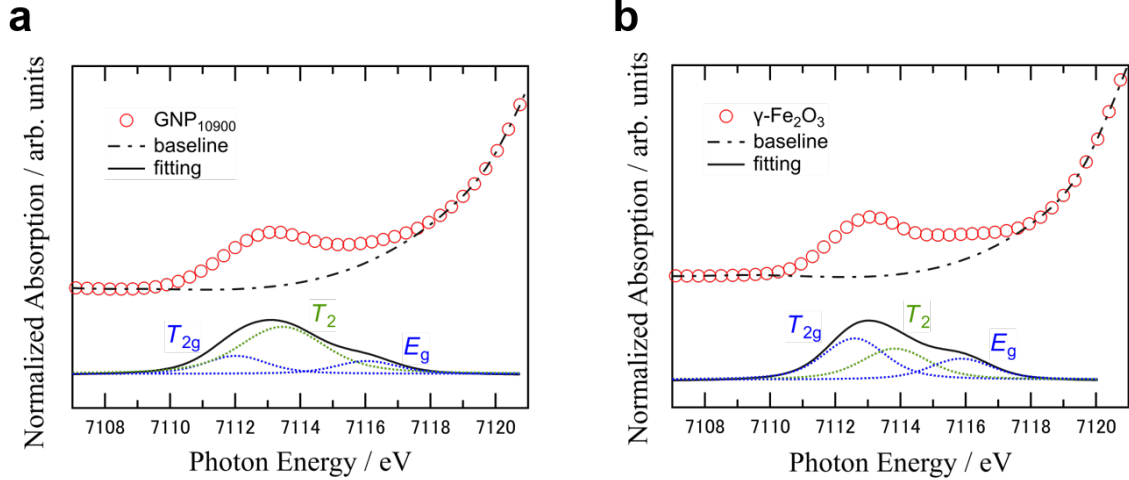 a
Normalized Absorption / arb. units
GNP10900
baseline
fitting
T2g
T2
Eg
7108 7110 7112 7114 7116 7118 7120
Photon Energy / eV
b
Normalized Absorption / arb. units
γ-Fe2O3
baseline
fitting
T2g
T2
Eg
7108 7110 7112 7114 7116 7118 7120
Photon Energy / eV